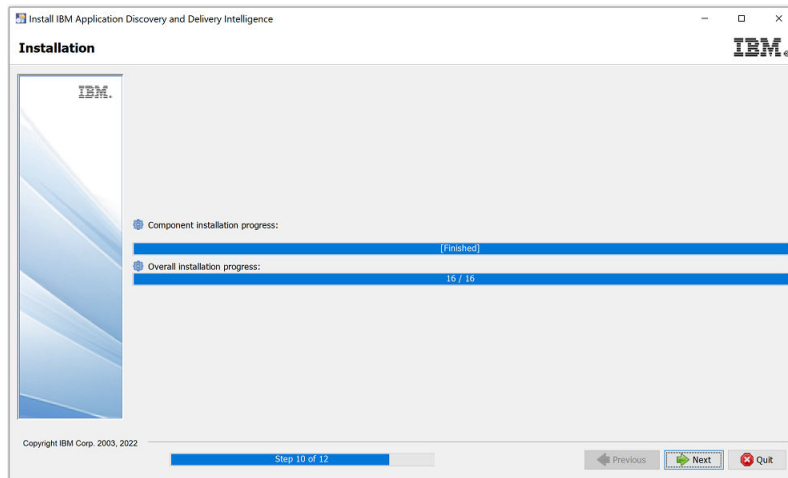 Install IBM Application Discovery and Delivery Intelligence
Installation
IBM
IBM.
Component installation progress:
[Finished]
Overall installation progress:
16 / 16
Copyright IBM Corp. 2003, 2022
Step 10 of 12
Previous
Next
Quit